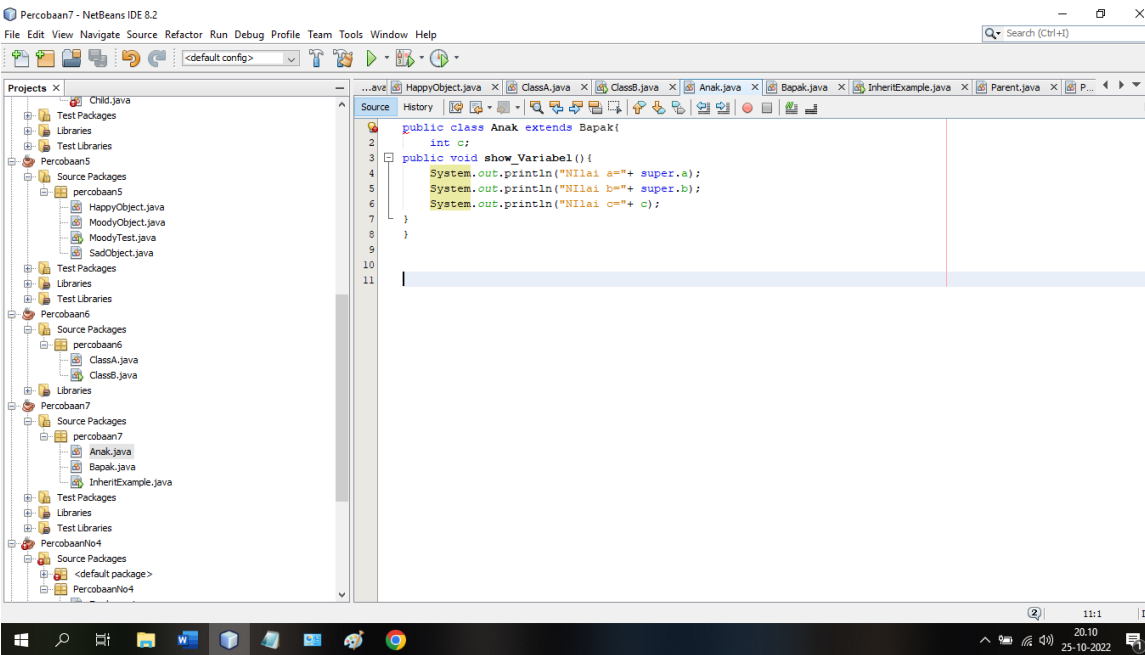 Percobaan7 - NetBeans IDE 8.2
File Edit View Navigate Source Refactor Run Debug Profile Team Tools Window Help
Search (Ctrl+I)
<default config>
Projects
...ava HappyObject.java ClassA.java ClassB.java Anak.java Bapak.java InheritExample.java Parent.java P...
Source History
Child.java
Test Packages
Libraries
Test Libraries
Percobaan5
Source Packages
percobaan5
HappyObject.java
MoodyObject.java
MoodyTest.java
SadObject.java
Test Packages
Libraries
Test Libraries
Percobaan6
Source Packages
percobaan6
ClassA.java
ClassB.java
Libraries
Percobaan7
Source Packages
percobaan7
Anak.java
Bapak.java
InheritExample.java
Test Packages
Libraries
Test Libraries
PercobaanNo4
Source Packages
<default package>
PercobaanNo4
public class Anak extends Bapak{
2 int c;
3 public void show_Variabel(){
4 System.out.println("NIlai a="+ super.a);
5 System.out.println("NIlai b="+ super.b);
6 System.out.println("NIlai c="+ c);
7 }
8 }
9
10
11
2 11:1
20.10
25-10-2022